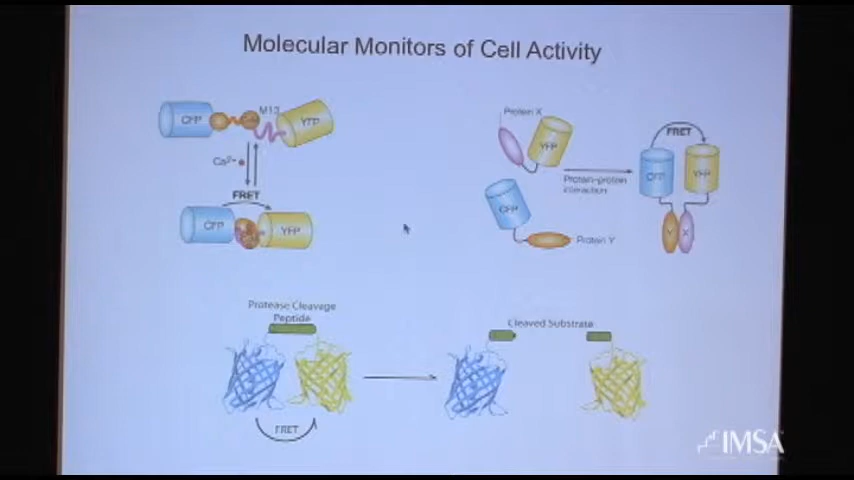 Molecular Monitors of Cell Activity
CFP
M13
YFP
Ca²⁺
FRET
CFP
YFP
Protein X
YFP
CFP
Protein Y
Protein-protein
interaction
FRET
CFP
YFP
Y
X
Protease Cleavage
Peptide
FRET
Cleaved Substrate
IMSA